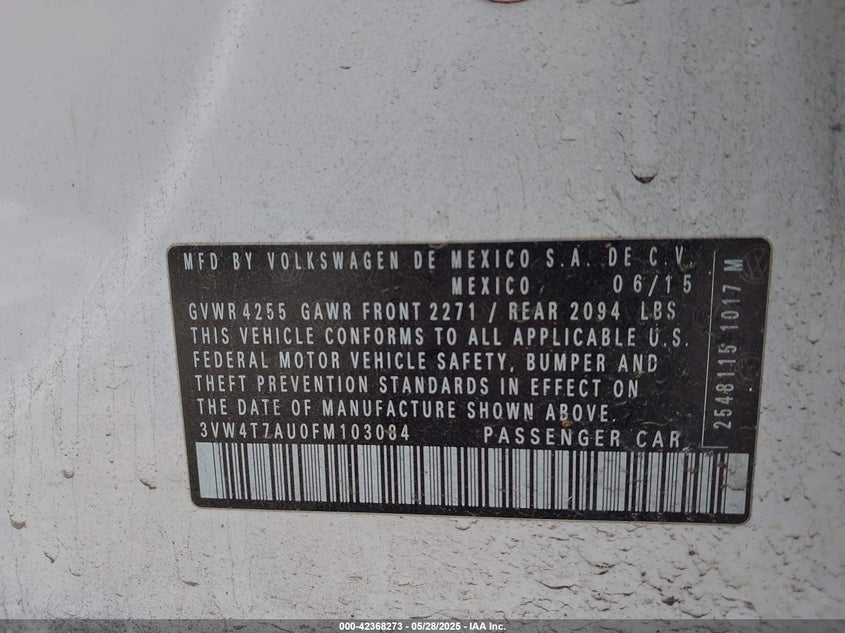 MFD BY VOLKSWAGEN DE MEXICO S.A. DE C.V.
MEXICO 06/15
GVWR 4255 GAWR FRONT 2271 / REAR 2094 LBS
THIS VEHICLE CONFORMS TO ALL APPLICABLE U.S.
FEDERAL MOTOR VEHICLE SAFETY, BUMPER AND
THEFT PREVENTION STANDARDS IN EFFECT ON
THE DATE OF MANUFACTURE SHOWN ABOVE.
3VW4T7AU0FM103084 PASSENGER CAR
2548115 1017 M
000-42368273 - 05/28/2025 - IAA Inc.